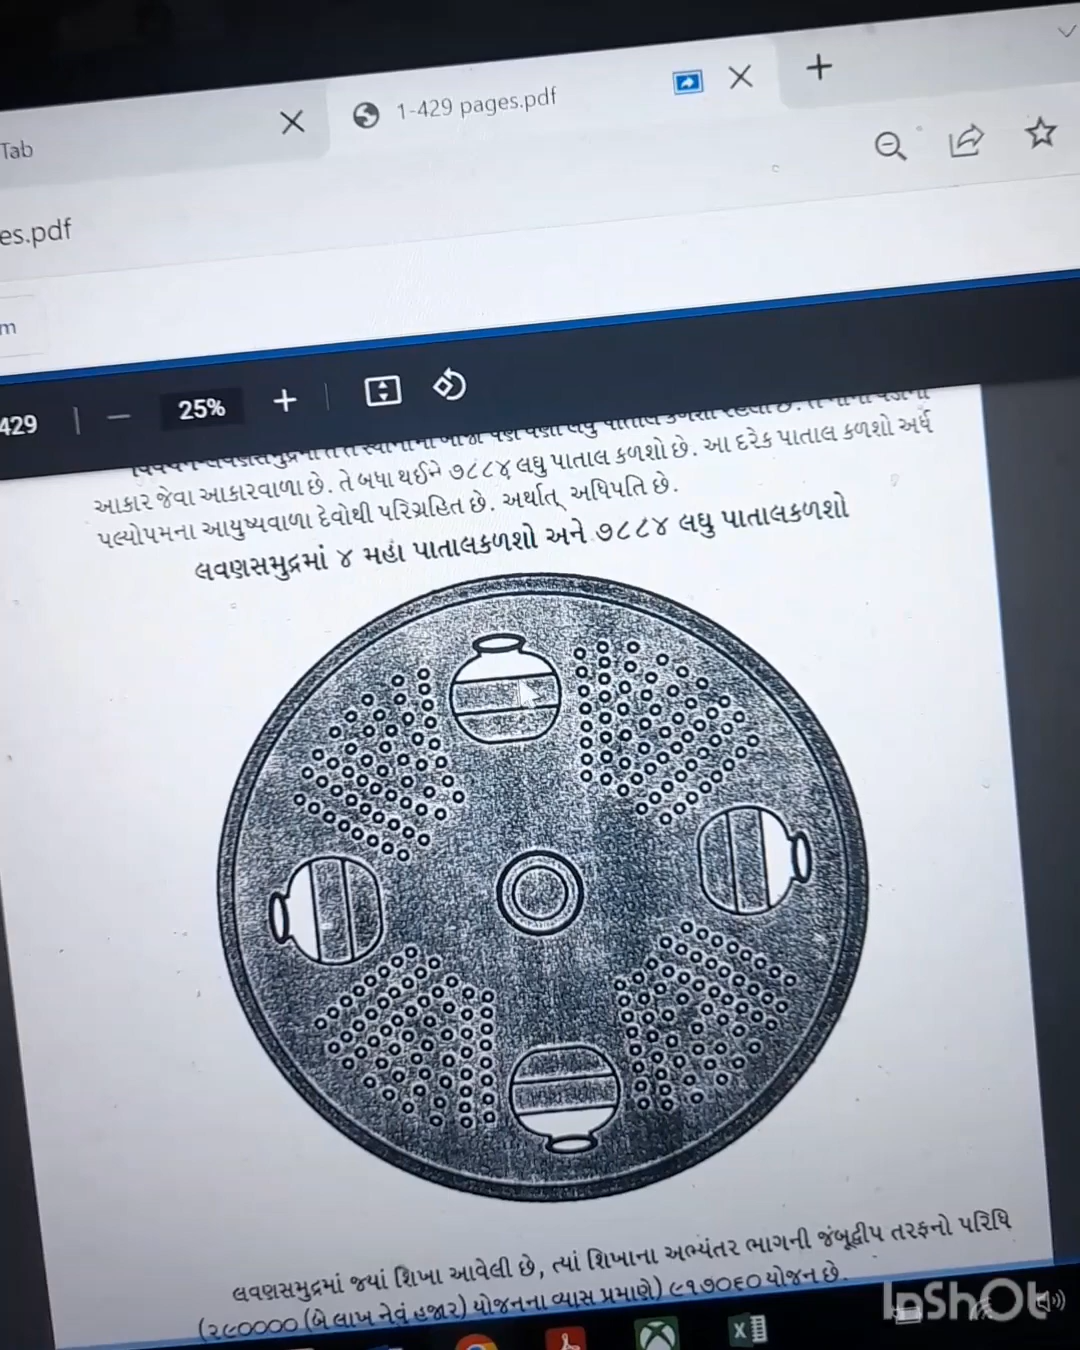 Tab
1-429 pages.pdf
es.pdf
m
429
25%
આકાર જેવા આકારવાળા છે. તે બધા થઈને ૭૮૮૪ લઘુ પાતાલ કળશો છે. આ દરેક પાતાલ કળશો અર્ધ
પલ્યોપમના આયુષ્યવાળા દેવોથી પરિગ્રહિત છે. અર્થાત્ અધિપતિ છે.
લવણસમુદ્રમાં ૪ મહા પાતાલકળશો અને ૭૮૮૪ લઘુ પાતાલકળશો
લવણસમુદ્રમાં જ્યાં શિખા આવેલી છે, ત્યાં શિખાના અભ્યંતર ભાગની જંબૂદ્વીપ તરફનો પરિધિ
(૨૯૦૦૦૦ (બે લાખ નેવું હજાર) યોજનના વ્યાસ પ્રમાણે) ૯૧૭૦૬૦ યોજન છે.
InShOt